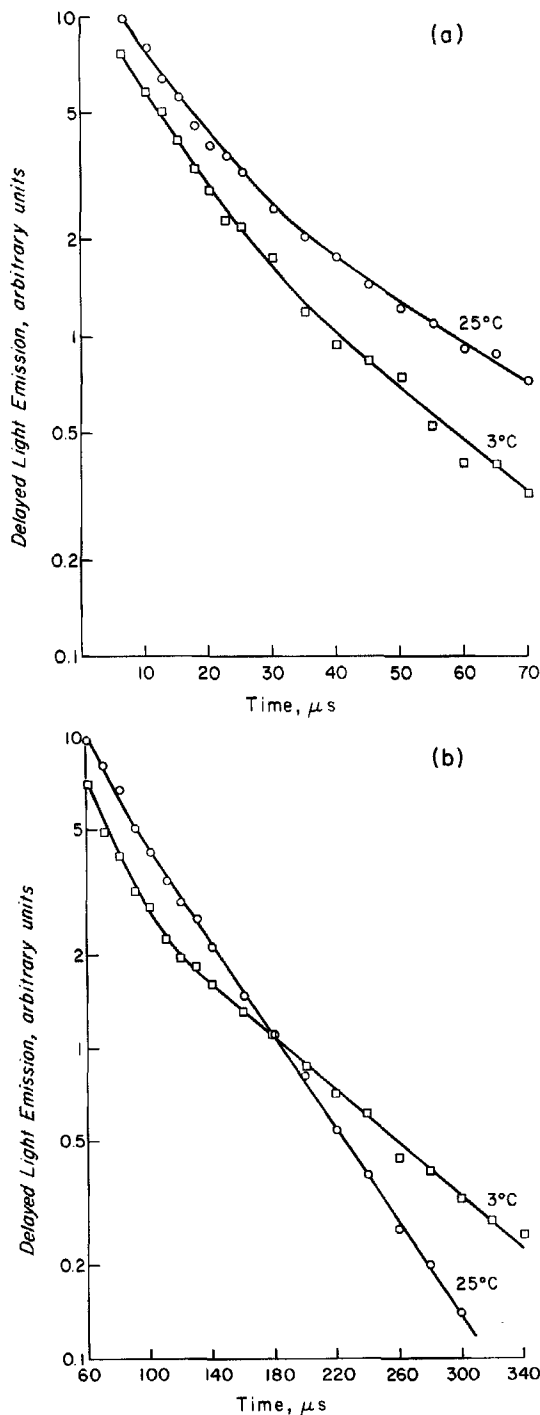 (a)
10
5
2
1
0.5
0.2
0.1
Delayed Light Emission, arbitrary units
25°C
3°C
10 20 30 40 50 60 70
Time, μs
(b)
10
5
2
1
0.5
0.2
0.1
Delayed Light Emission, arbitrary units
3°C
25°C
60 100 140 180 220 260 300 340
Time, μs